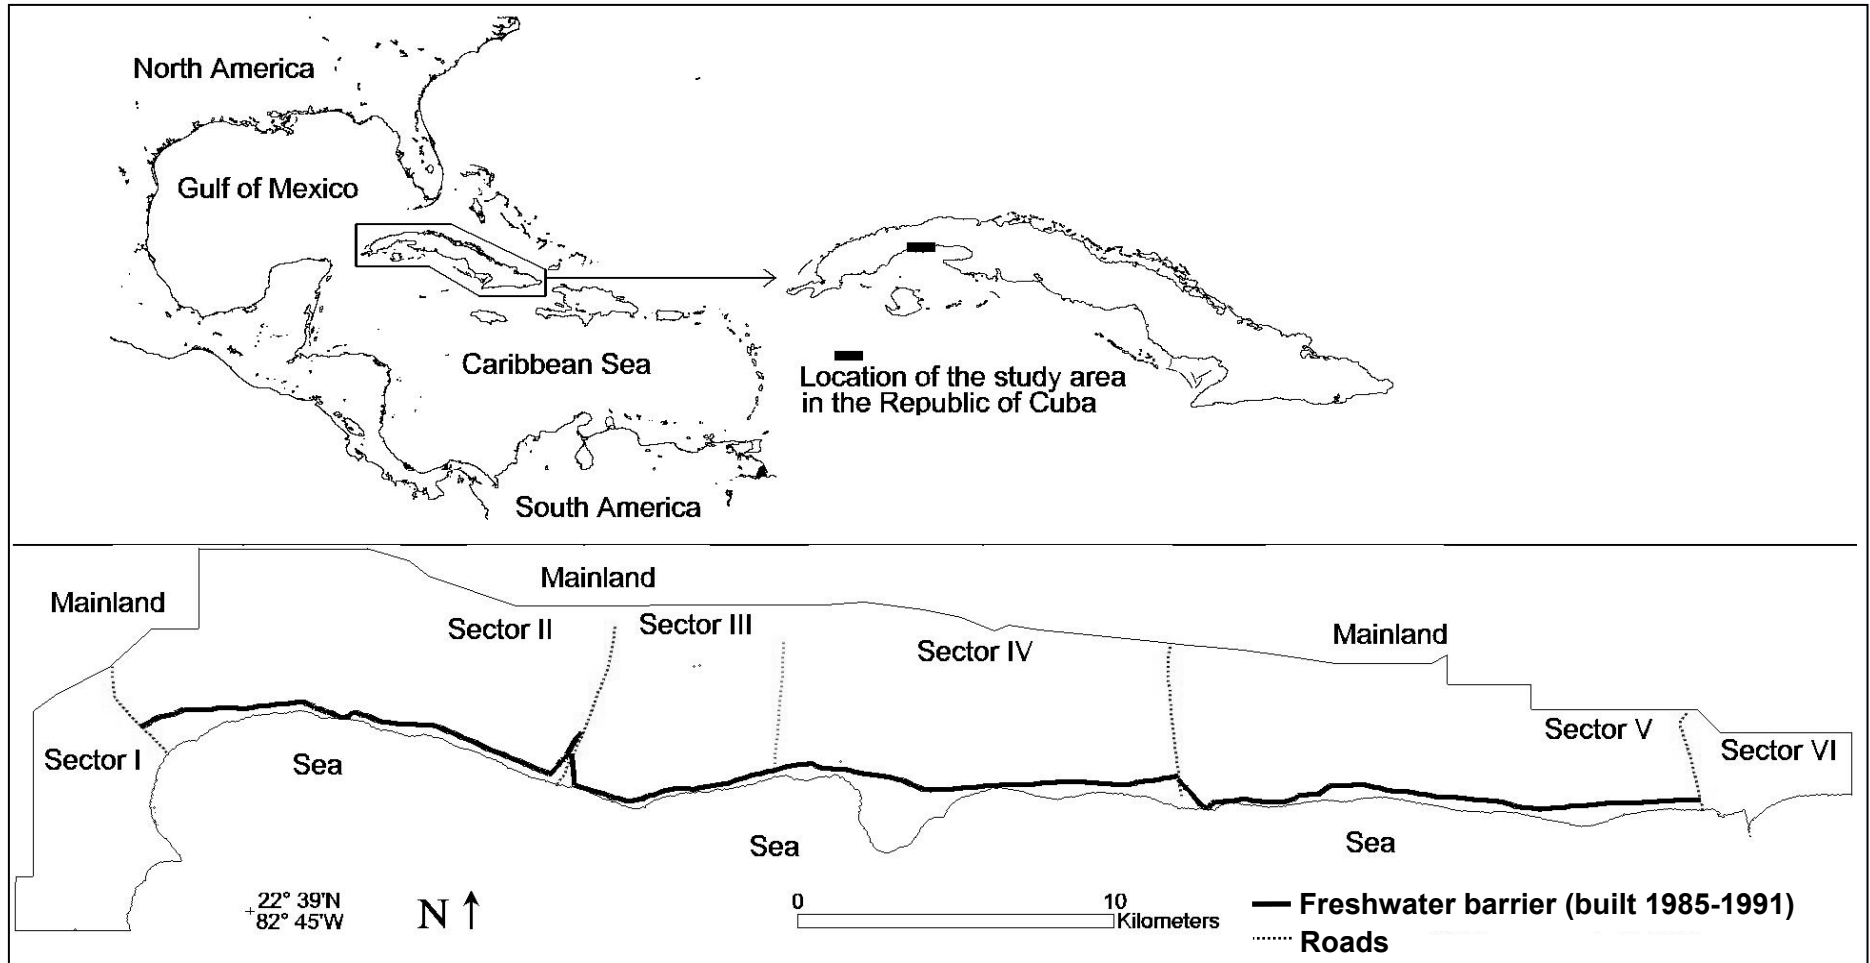 North America
Gulf of Mexico
Caribbean Sea
Location of the study area
in the Republic of Cuba
South America
Mainland
Mainland
Sector II
Sector III
Mainland
Sector IV
Sector V
Sector I
Sea
Sector VI
Sea
Sea
22° 39'N
82° 45'W
N
0
10
Kilometers
Freshwater barrier (built 1985-1991)
Roads